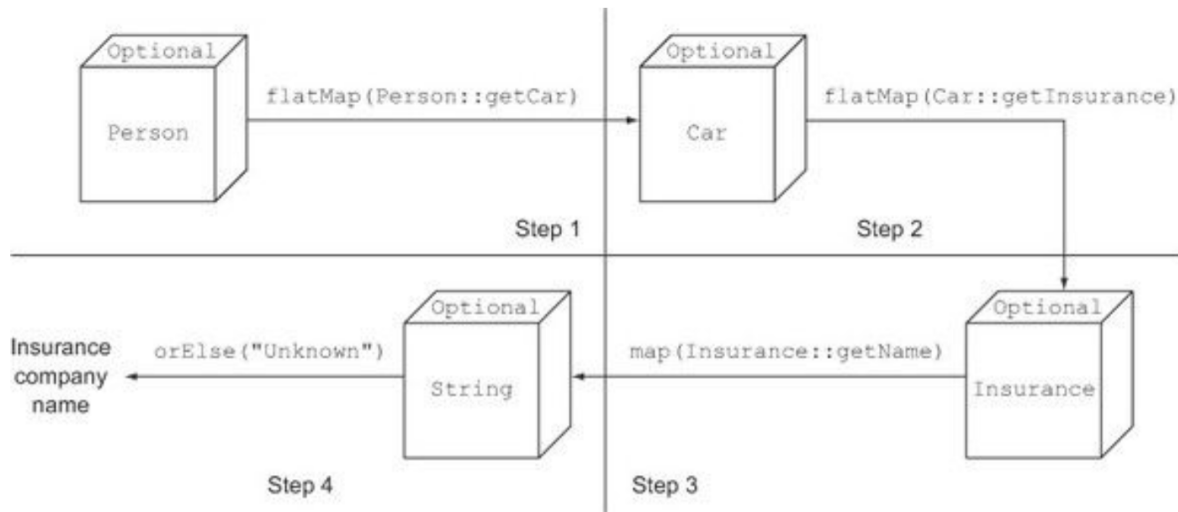 Optional
Person
flatMap(Person::getCar)
Optional
Car
flatMap(Car::getInsurance)
Step 1
Step 2
Optional
Insurance
map(Insurance::getName)
Step 3
Optional
String
orElse("Unknown")
Insurance
company
name
Step 4